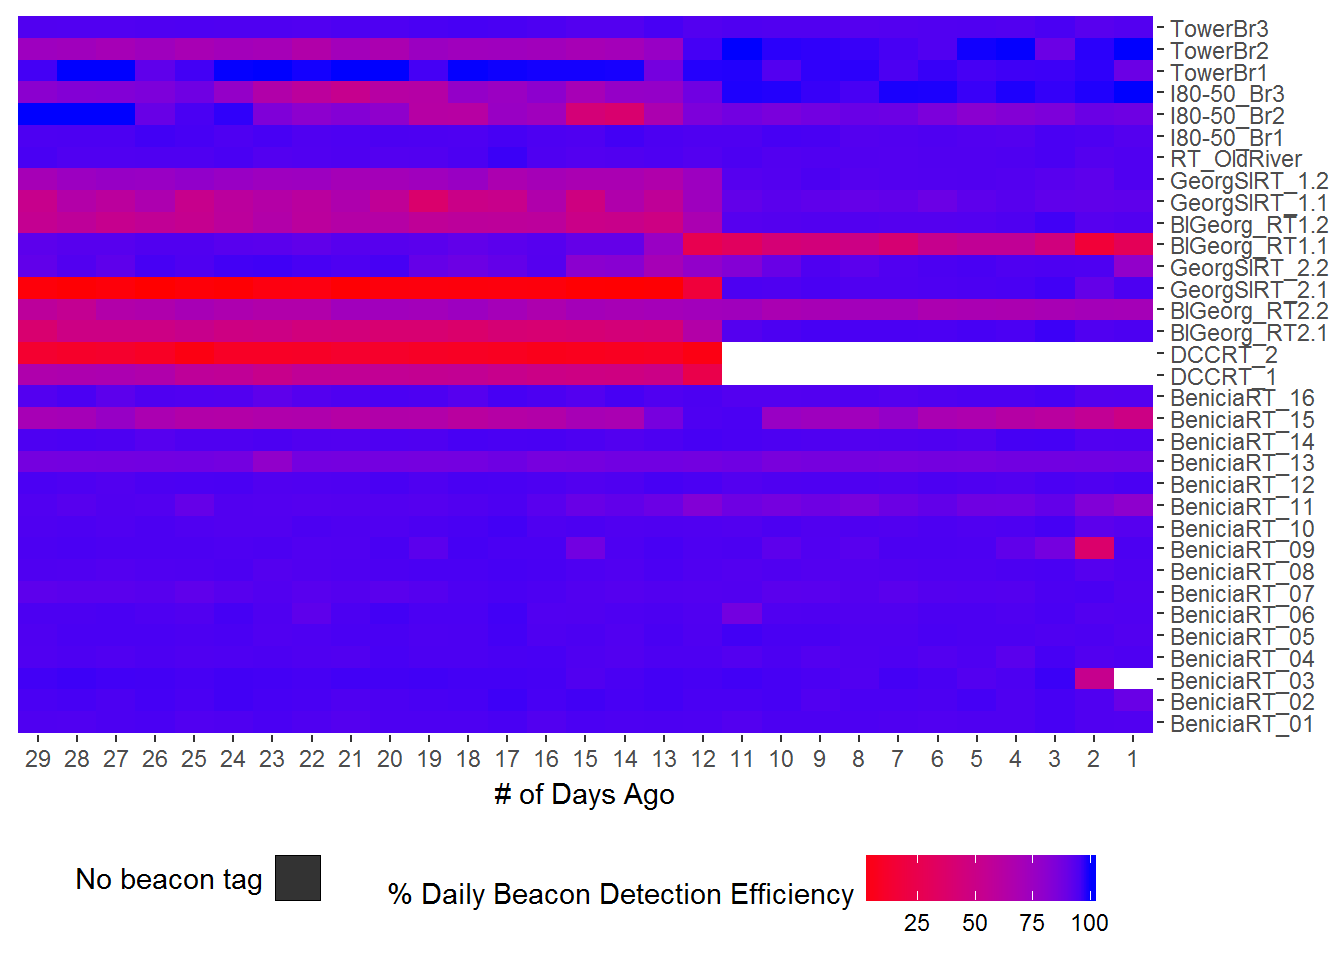 TowerBr3
TowerBr2
TowerBr1
I80-50_Br3
I80-50_Br2
I80-50_Br1
RT_OldRiver
GeorgSlRT_1.2
GeorgSlRT_1.1
BlGeorg_RT1.2
BlGeorg_RT1.1
GeorgSlRT_2.2
GeorgSlRT_2.1
BlGeorg_RT2.2
BlGeorg_RT2.1
DCCRT_2
DCCRT_1
BeniciaRT_16
BeniciaRT_15
BeniciaRT_14
BeniciaRT_13
BeniciaRT_12
BeniciaRT_11
BeniciaRT_10
BeniciaRT_09
BeniciaRT_08
BeniciaRT_07
BeniciaRT_06
BeniciaRT_05
BeniciaRT_04
BeniciaRT_03
BeniciaRT_02
BeniciaRT_01
29 28 27 26 25 24 23 22 21 20 19 18 17 16 15 14 13 12 11 10 9 8 7 6 5 4 3 2 1
# of Days Ago
No beacon tag
% Daily Beacon Detection Efficiency
25 50 75 100